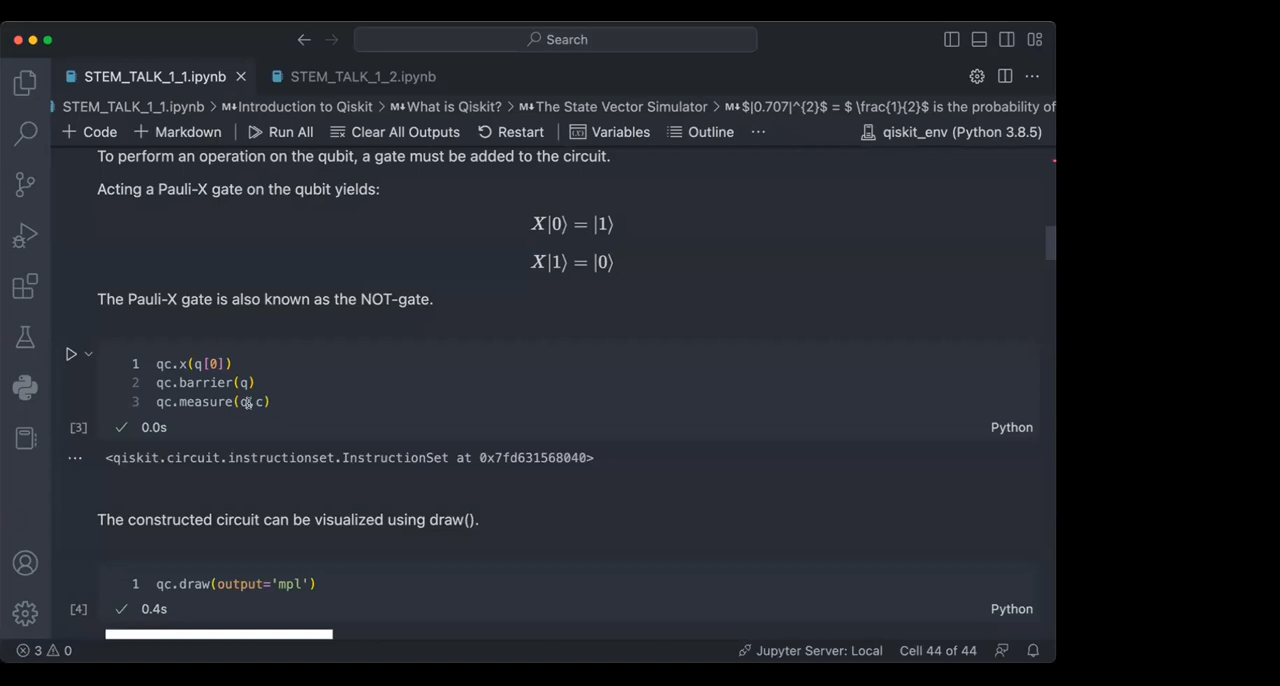 Search
STEM_TALK_1_1.ipynb
STEM_TALK_1_2.ipynb
STEM_TALK_1_1.ipynb > M↓Introduction to Qiskit > M↓What is Qiskit? > M↓The State Vector Simulator > M↓$|0.707|^{2}$ = $ \frac{1}{2}$ is the probability of
+ Code + Markdown Run All Clear All Outputs Restart Variables Outline ··· qiskit_env (Python 3.8.5)
To perform an operation on the qubit, a gate must be added to the circuit.
Acting a Pauli-X gate on the qubit yields:
X|0⟩ = |1⟩
X|1⟩ = |0⟩
The Pauli-X gate is also known as the NOT-gate.
1 qc.x(q[0])
2 qc.barrier(q)
3 qc.measure(q,c)
[3] ✓ 0.0s Python
··· <qiskit.circuit.instructionset.InstructionSet at 0x7fd631568040>
The constructed circuit can be visualized using draw().
1 qc.draw(output='mpl')
[4] ✓ 0.4s Python
3 0 Jupyter Server: Local Cell 44 of 44